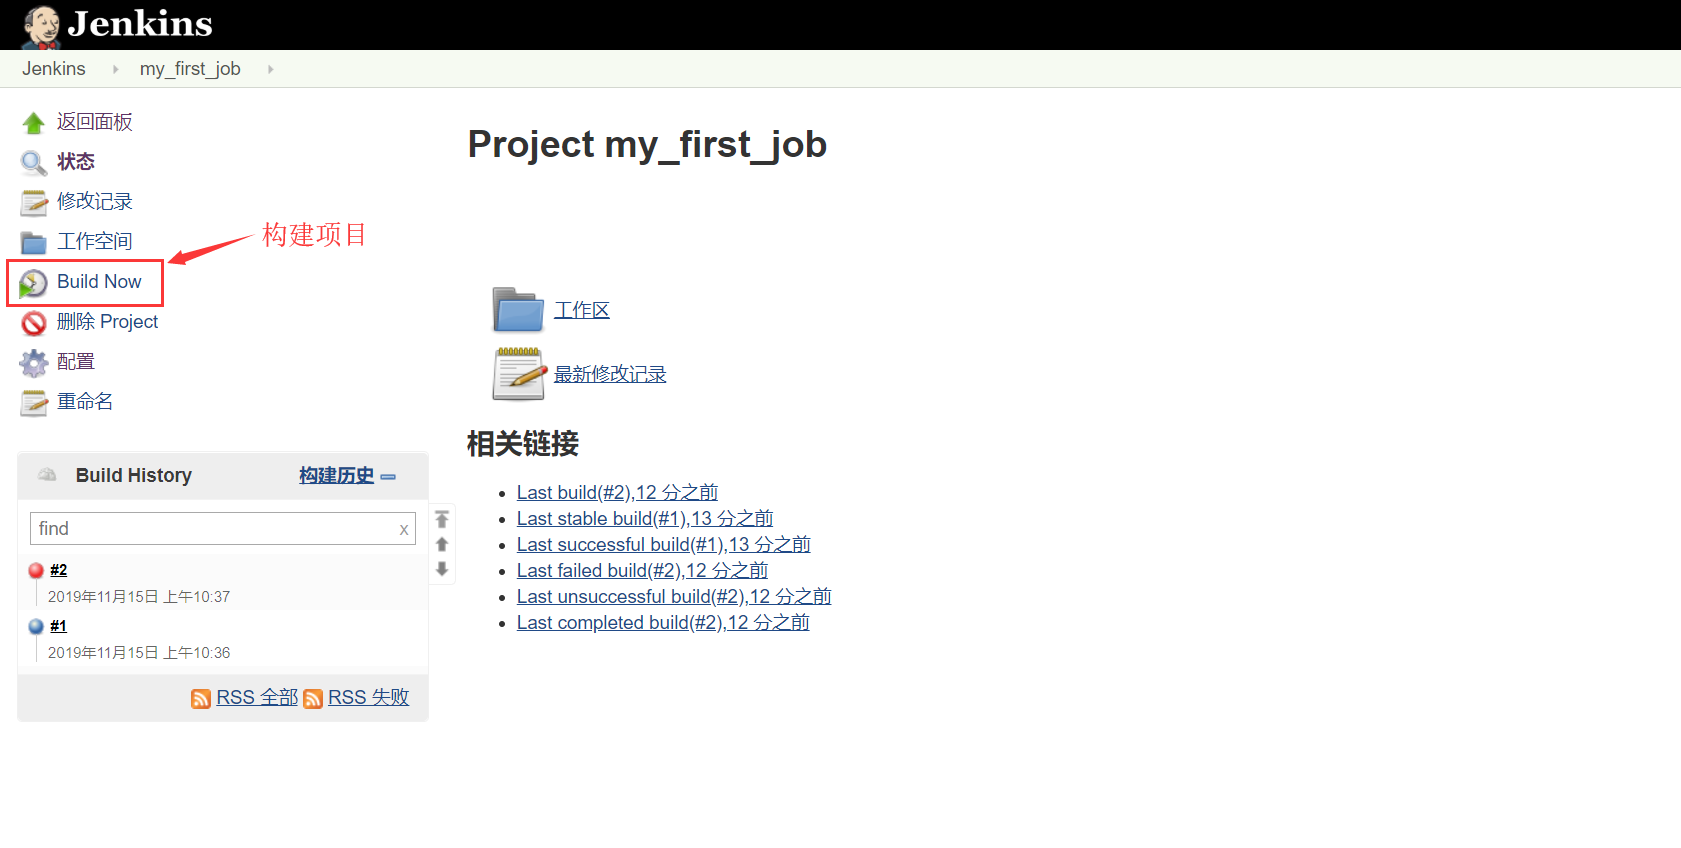 Jenkins
Jenkins
my_first_job
返回面板
状态
修改记录
工作空间
构建项目
Build Now
删除 Project
配置
重命名
Build History
构建历史
find
x
#2
2019年11月15日 上午10:37
#1
2019年11月15日 上午10:36
RSS 全部
RSS 失败
Project my_first_job
工作区
最新修改记录
相关链接
Last build(#2),12 分之前
Last stable build(#1),13 分之前
Last successful build(#1),13 分之前
Last failed build(#2),12 分之前
Last unsuccessful build(#2),12 分之前
Last completed build(#2),12 分之前